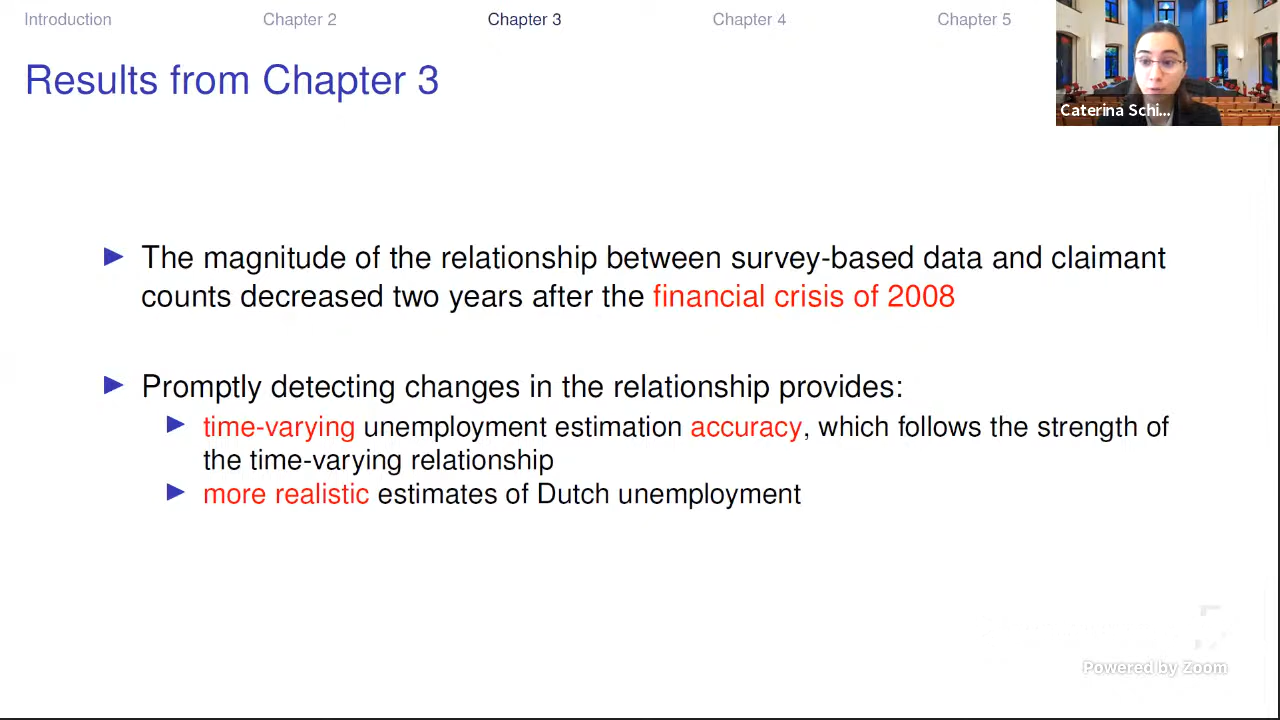 Introduction Chapter 2 Chapter 3 Chapter 4 Chapter 5
Results from Chapter 3
Caterina Schi...
The magnitude of the relationship between survey-based data and claimant
counts decreased two years after the financial crisis of 2008
Promptly detecting changes in the relationship provides:
time-varying unemployment estimation accuracy, which follows the strength of
the time-varying relationship
more realistic estimates of Dutch unemployment
Powered by Zoom